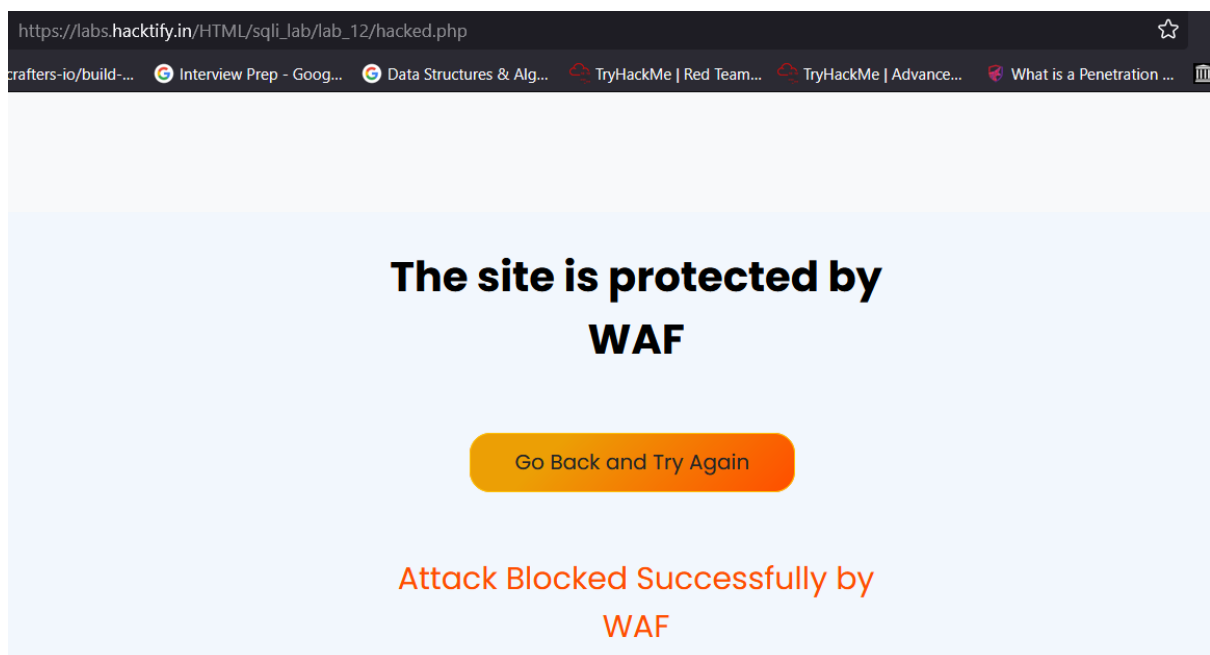 https://labs.hacktify.in/HTML/sqli_lab/lab_12/hacked.php
crafters-io/build-... Interview Prep - Goog... Data Structures & Alg... TryHackMe | Red Team... TryHackMe | Advance... What is a Penetration ...
The site is protected by
WAF
Go Back and Try Again
Attack Blocked Successfully by
WAF